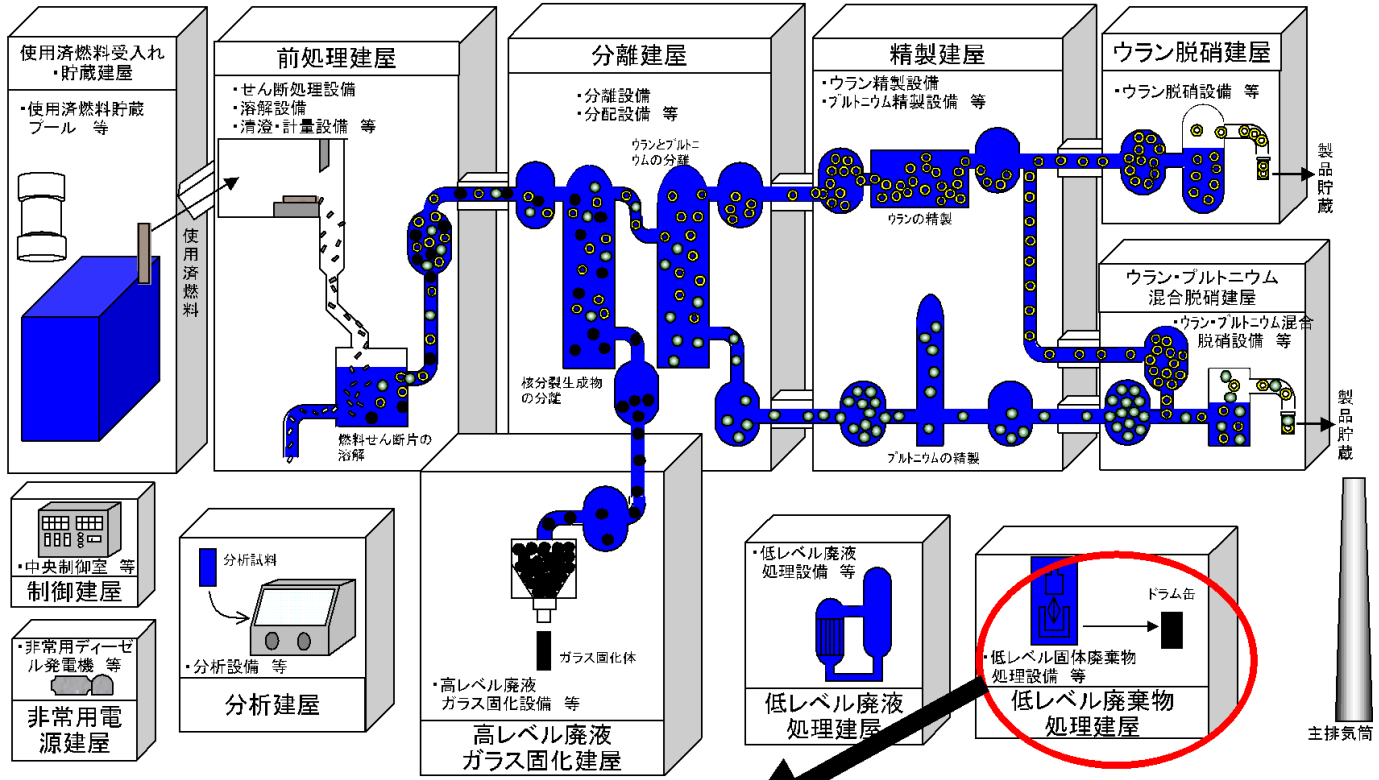 使用済燃料受入れ
・貯蔵建屋
・使用済燃料貯蔵
プール 等
使用済燃料
前処理建屋
・せん断処理設備
・溶解設備
・清澄・計量設備 等
燃料せん断片の
溶解
分離建屋
・分離設備
・分配設備 等
ウランとプルトニ
ウムの分離
核分裂生成物
の分離
精製建屋
・ウラン精製設備
・プルトニウム精製設備 等
ウランの精製
プルトニウムの精製
ウラン脱硝建屋
・ウラン脱硝設備 等
製品貯蔵
ウラン・プルトニウム
混合脱硝建屋
・ウラン・プルトニウム混合
脱硝設備 等
製品貯蔵
・中央制御室 等
制御建屋
・非常用ディーゼ
ル発電機 等
非常用電
源建屋
分析試料
・分析設備 等
分析建屋
ガラス固化体
・高レベル廃液
ガラス固化設備 等
高レベル廃液
ガラス固化建屋
・低レベル廃液
処理設備 等
低レベル廃液
処理建屋
ドラム缶
・低レベル固体廃棄物
処理設備 等
低レベル廃棄物
処理建屋
主排気筒